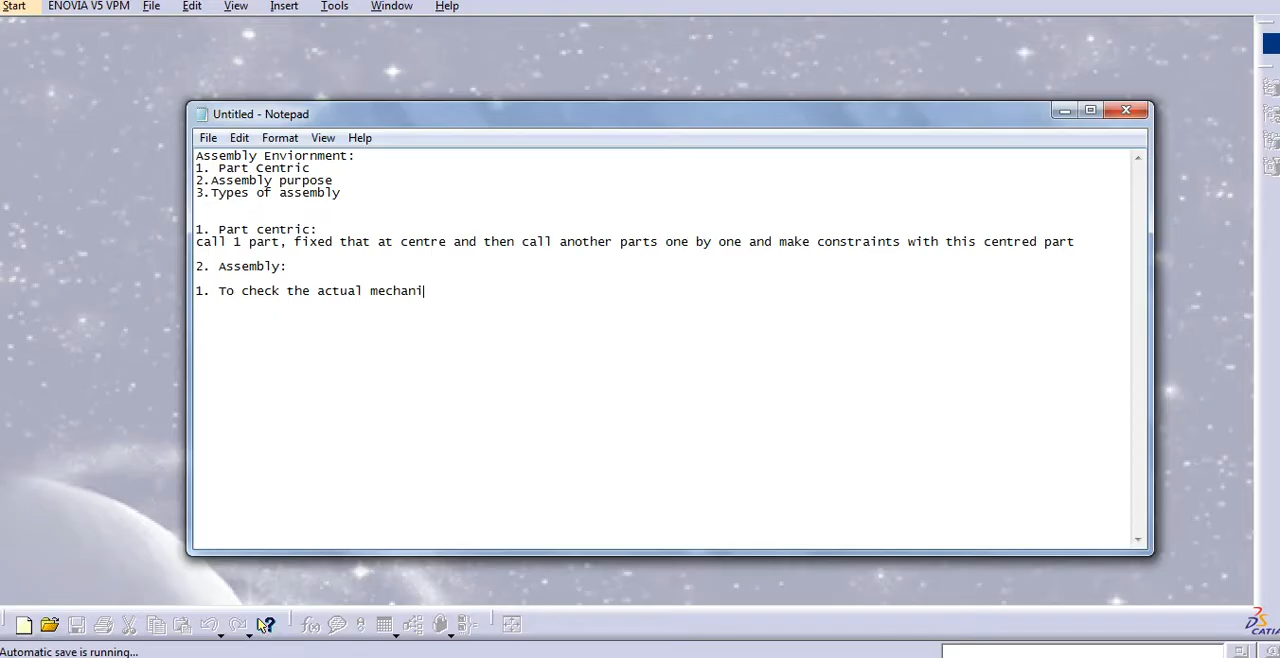 Start ENOVIA V5 VPM File Edit View Insert Tools Window Help
Untitled - Notepad
File Edit Format View Help
Assembly Enviornment:
1. Part Centric
2.Assembly purpose
3.Types of assembly
1. Part centric:
call 1 part, fixed that at centre and then call another parts one by one and make constraints with this centred part
2. Assembly:
1. To check the actual mechani
f(x)
CATIA
Automatic save is running...